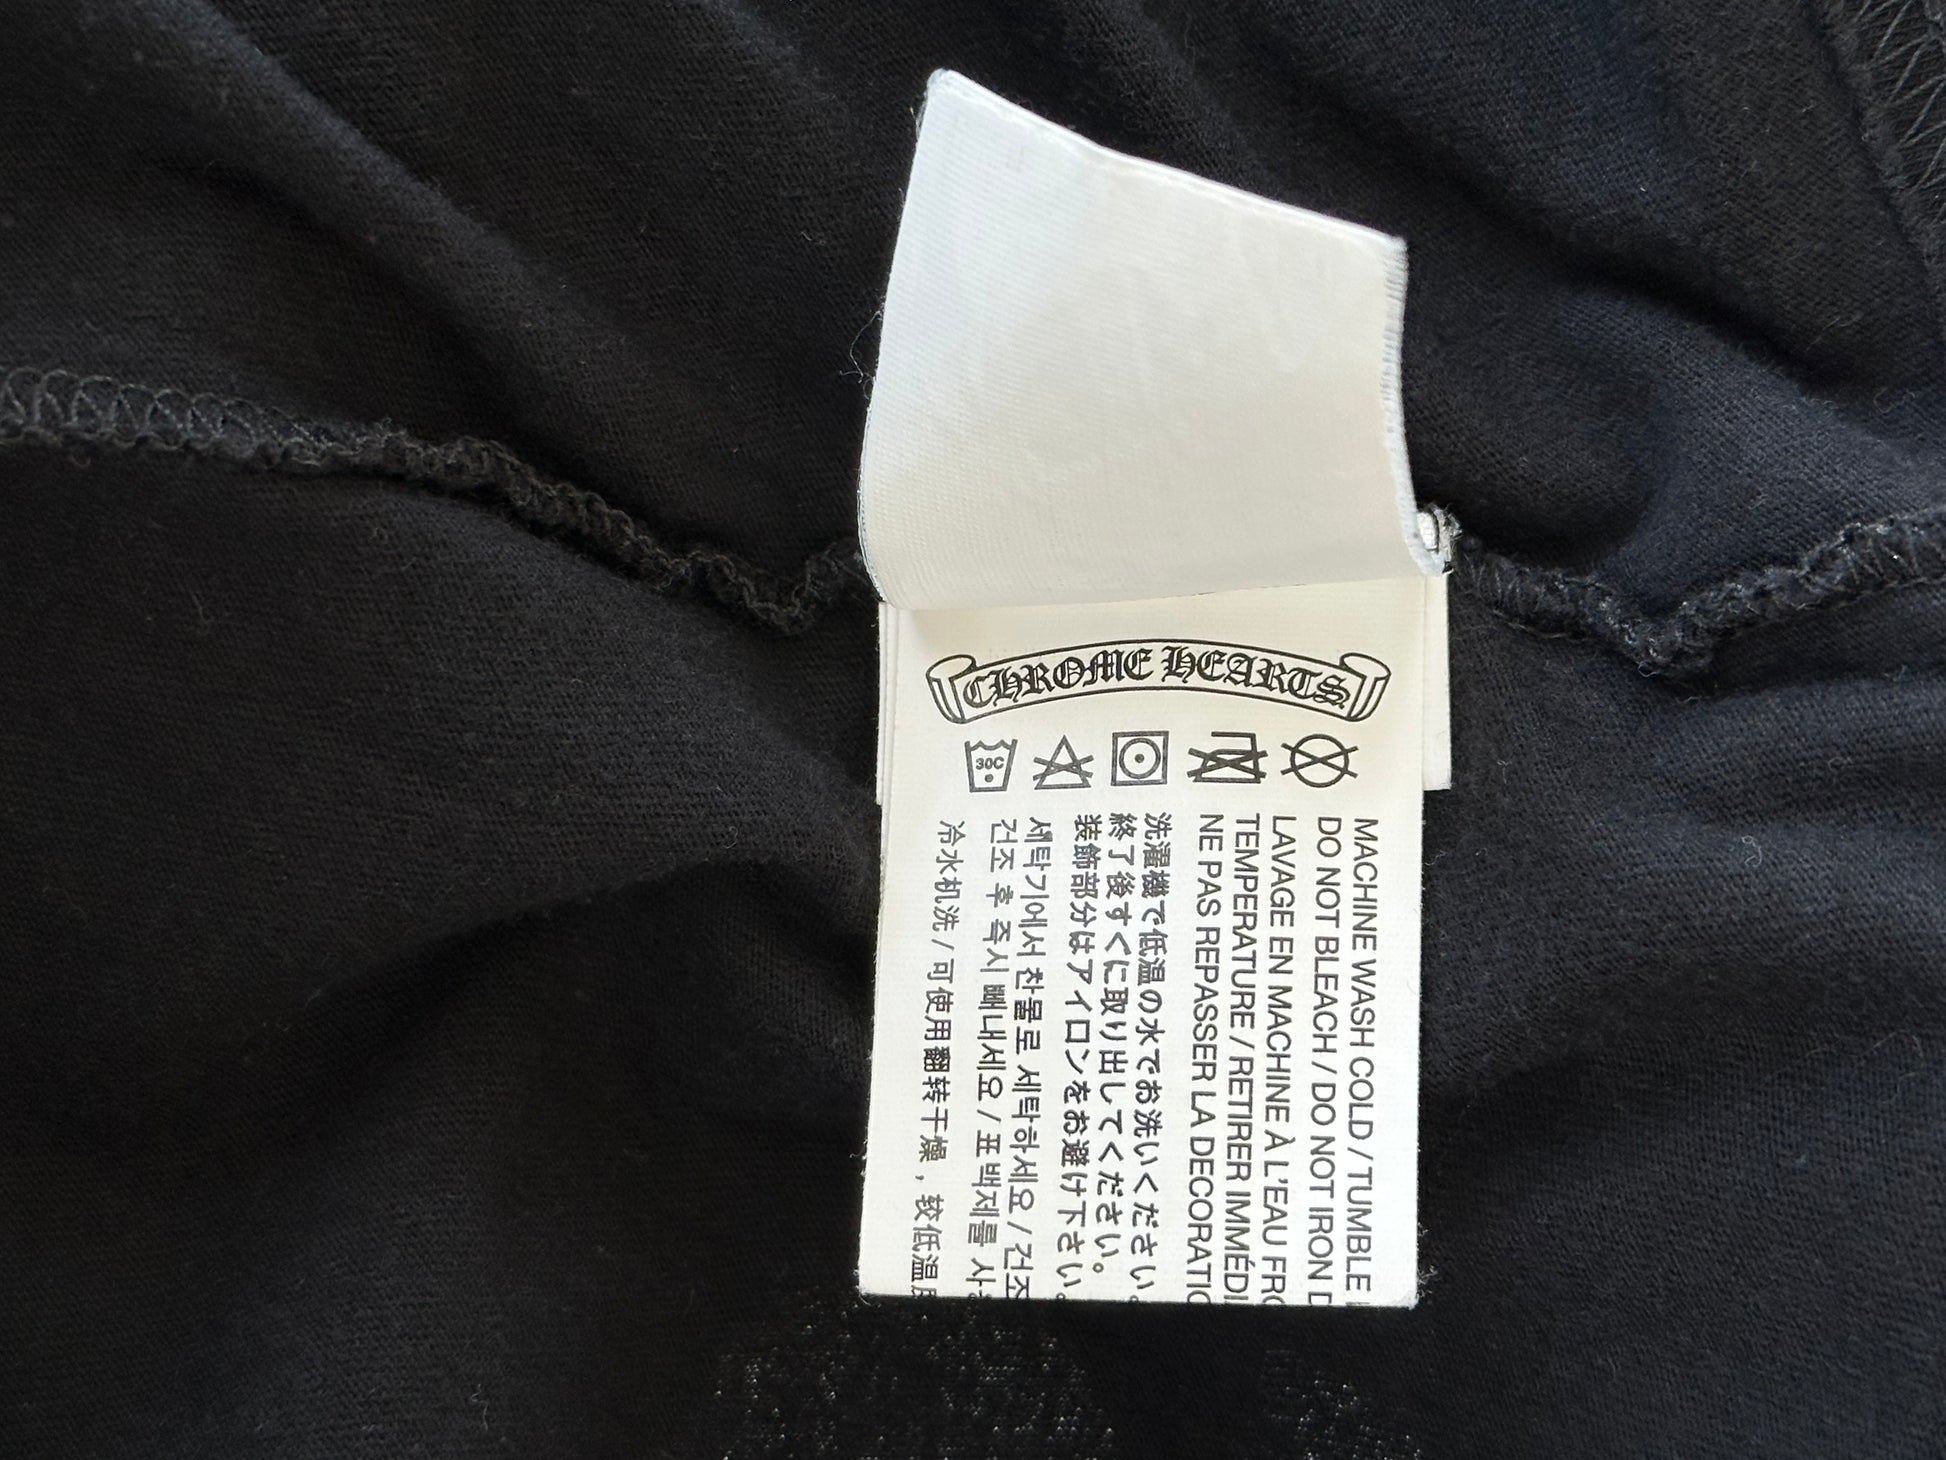 CHROME HEARTS
30C
MACHINE WASH COLD / TUMBLE
DO NOT BLEACH / DO NOT IRON
LAVAGE EN MACHINE À L'EAU
TEMPERATURE / RETIRER
NE PAS REPASSER LA
洗濯機で低温の水でお洗いください。
終了後すぐに取り出してください。
装飾部分はアイロンをお避け下さい。
세탁기에서 찬물로 세탁하세요 / 건조
건조 후 즉시 빼내세요 / 표백제를
冷水机洗 / 可使用翻转干燥，较低温